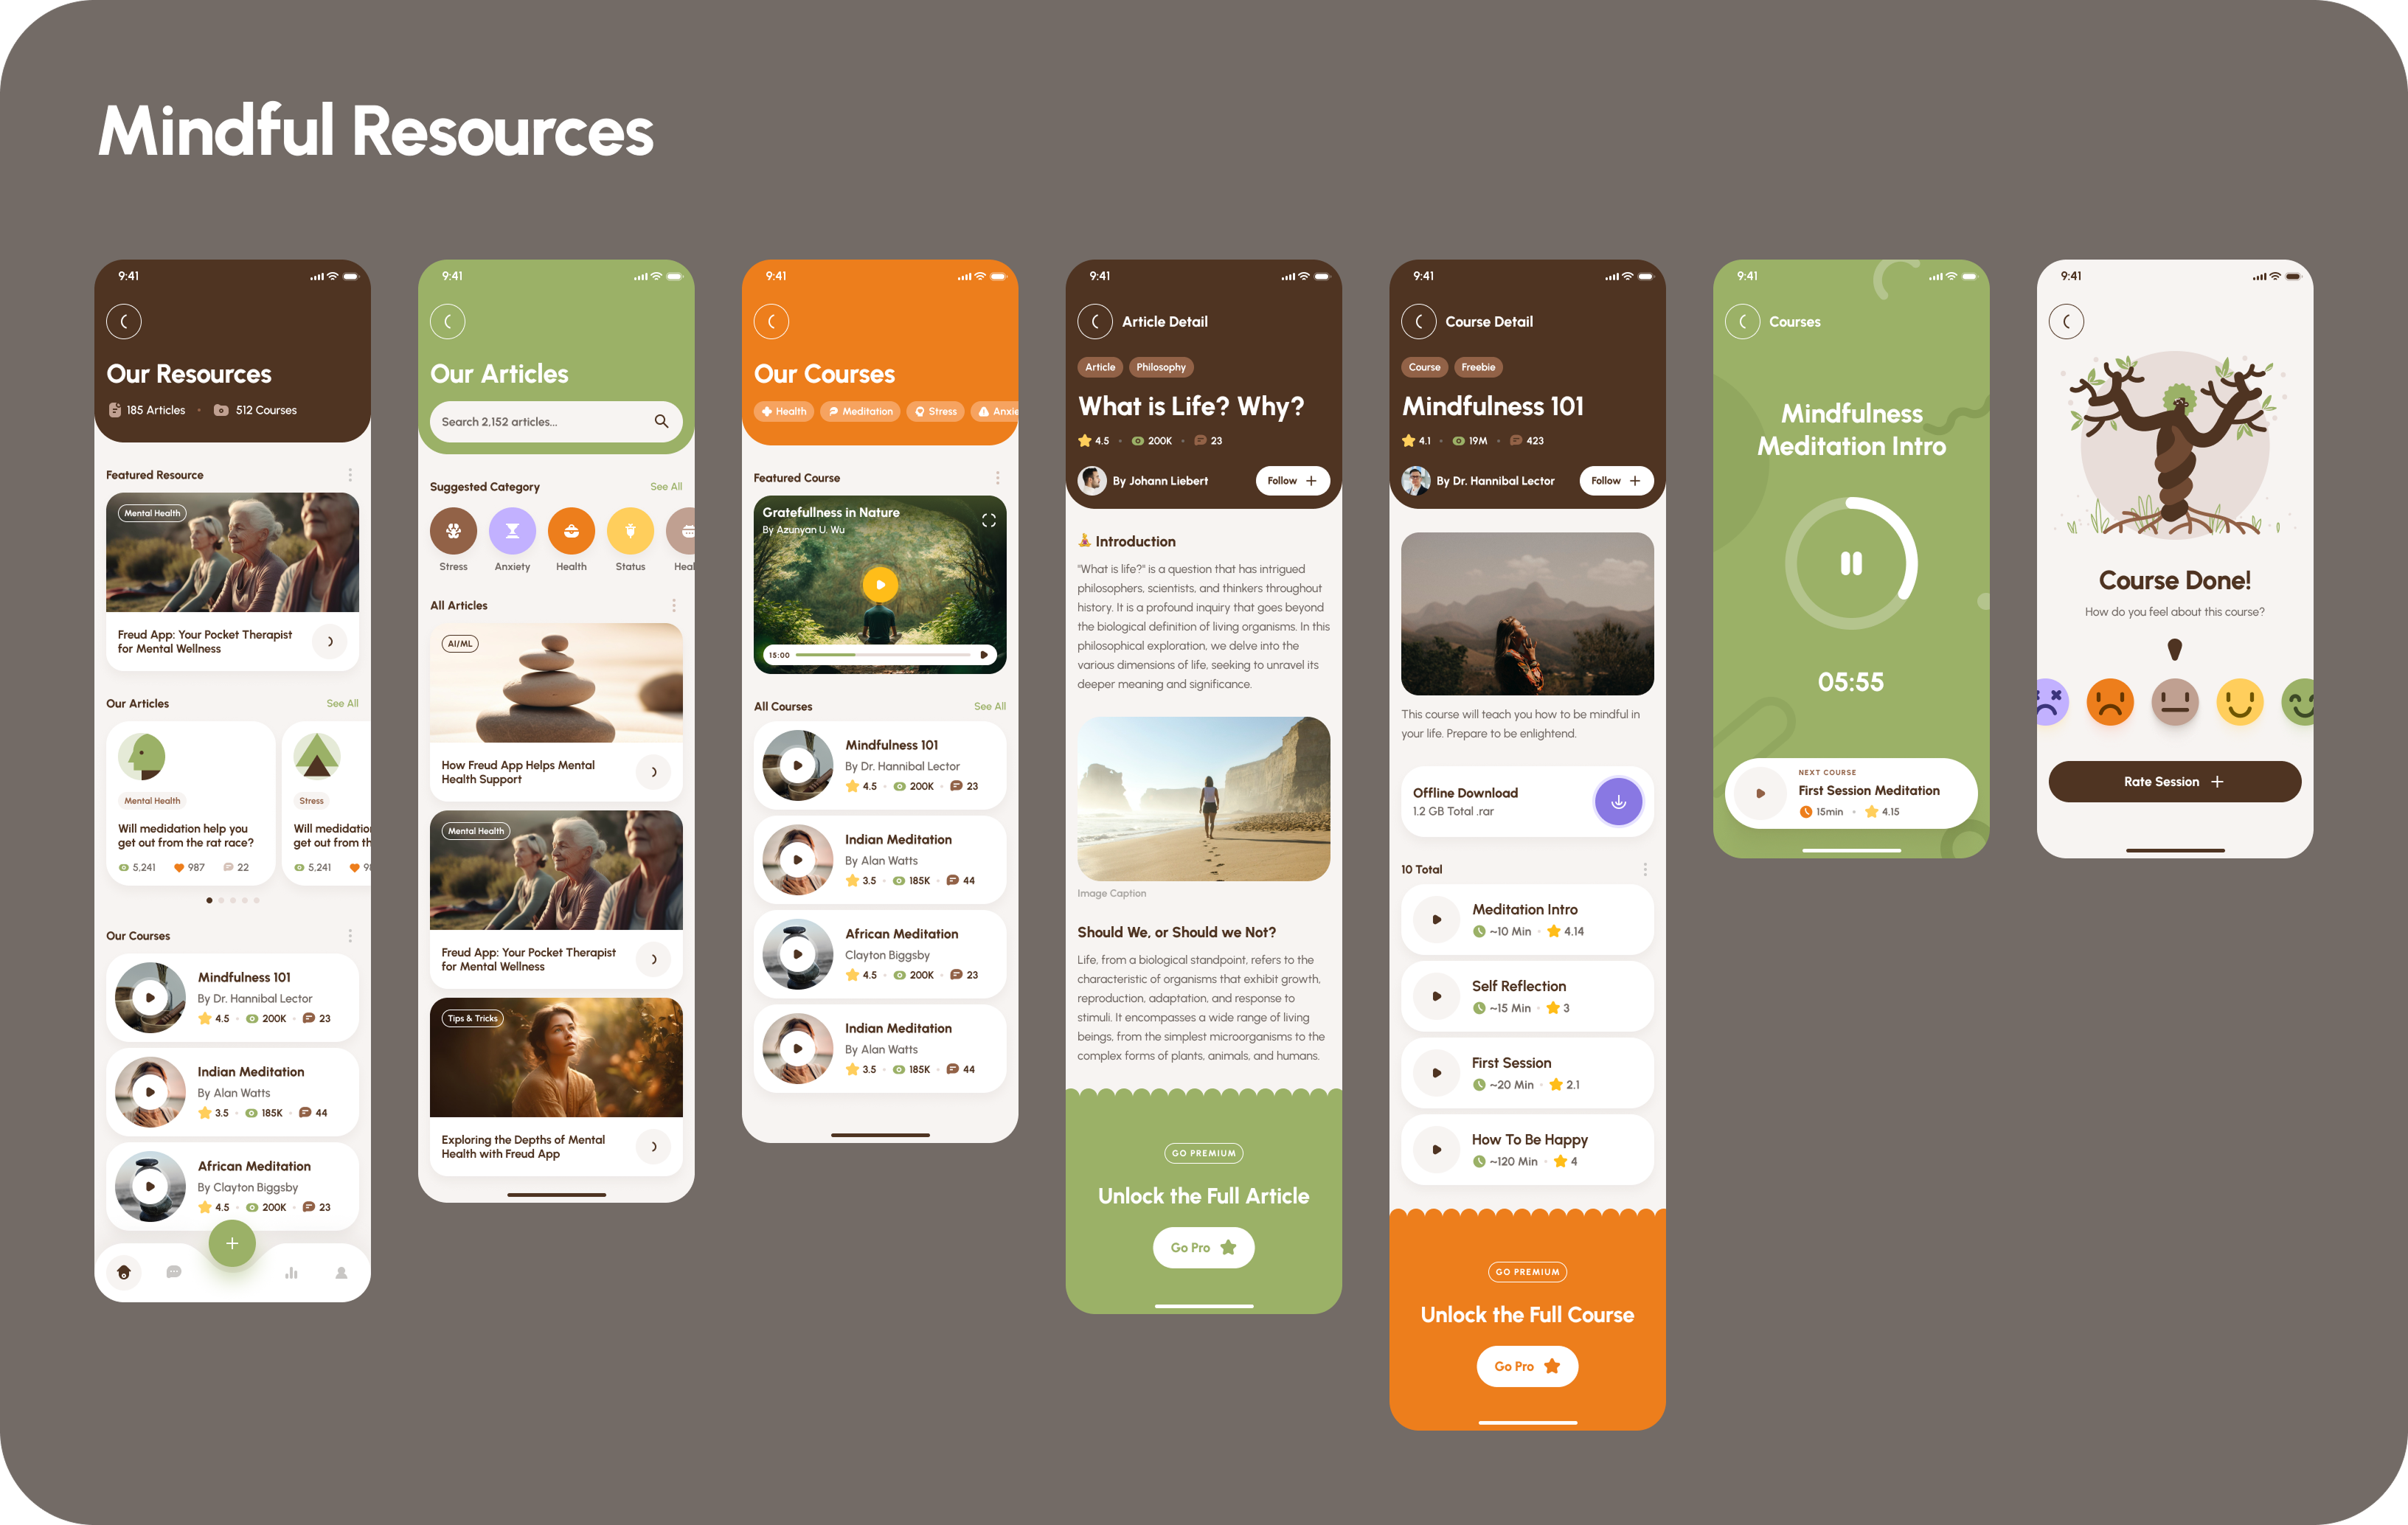 Mindful Resources
9:41
Our Resources
185 Articles
512 Courses
Featured Resource
Mental Health
Freud App: Your Pocket Therapist
for Mental Wellness
Our Articles
See All
Mental Health
Will medidation help you
get out from the rat race?
5,241
987
22
Stress
Will medidation
get out from th
5,241
98
Our Courses
Mindfulness 101
By Dr. Hannibal Lector
4.5
200K
23
Indian Meditation
By Alan Watts
3.5
185K
44
African Meditation
By Clayton Biggsby
4.5
200K
23
9:41
Our Articles
Search 2,152 articles...
Suggested Category
See All
Stress
Anxiety
Health
Status
Heal
All Articles
AI/ML
How Freud App Helps Mental
Health Support
Mental Health
Freud App: Your Pocket Therapist
for Mental Wellness
Tips & Tricks
Exploring the Depths of Mental
Health with Freud App
9:41
Our Courses
Health
Meditation
Stress
Anxie
Featured Course
Gratefullness in Nature
By Azunyan U. Wu
15:00
All Courses
See All
Mindfulness 101
By Dr. Hannibal Lector
4.5
200K
23
Indian Meditation
By Alan Watts
3.5
185K
44
African Meditation
Clayton Biggsby
4.5
200K
23
Indian Meditation
By Alan Watts
3.5
185K
44
9:41
Article Detail
Article
Philosophy
What is Life? Why?
4.5
200K
23
By Johann Liebert
Follow
Introduction
"What is life?" is a question that has intrigued
philosophers, scientists, and thinkers throughout
history. It is a profound inquiry that goes beyond
the biological definition of living organisms. In this
philosophical exploration, we delve into the
various dimensions of life, seeking to unravel its
deeper meaning and significance.
Image Caption
Should We, or Should we Not?
Life, from a biological standpoint, refers to the
characteristic of organisms that exhibit growth,
reproduction, adaptation, and response to
stimuli. It encompasses a wide range of living
beings, from the simplest microorganisms to the
complex forms of plants, animals, and humans.
GO PREMIUM
Unlock the Full Article
Go Pro
9:41
Course Detail
Course
Freebie
Mindfulness 101
4.1
19M
423
By Dr. Hannibal Lector
Follow
This course will teach you how to be mindful in
your life. Prepare to be enlightend.
Offline Download
1.2 GB Total .rar
10 Total
Meditation Intro
~10 Min
4.14
Self Reflection
~15 Min
3
First Session
~20 Min
2.1
How To Be Happy
~120 Min
4
GO PREMIUM
Unlock the Full Course
Go Pro
9:41
Courses
Mindfulness
Meditation Intro
05:55
NEXT COURSE
First Session Meditation
15min
4.15
9:41
Course Done!
How do you feel about this course?
Rate Session